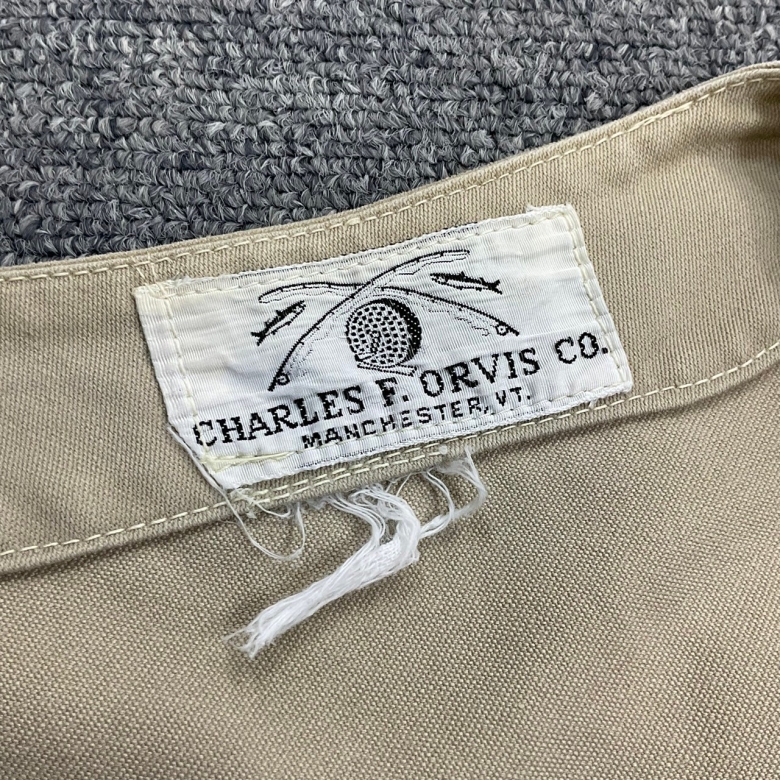 CHARLES F. ORVIS CO.
MANCHESTER, VT.